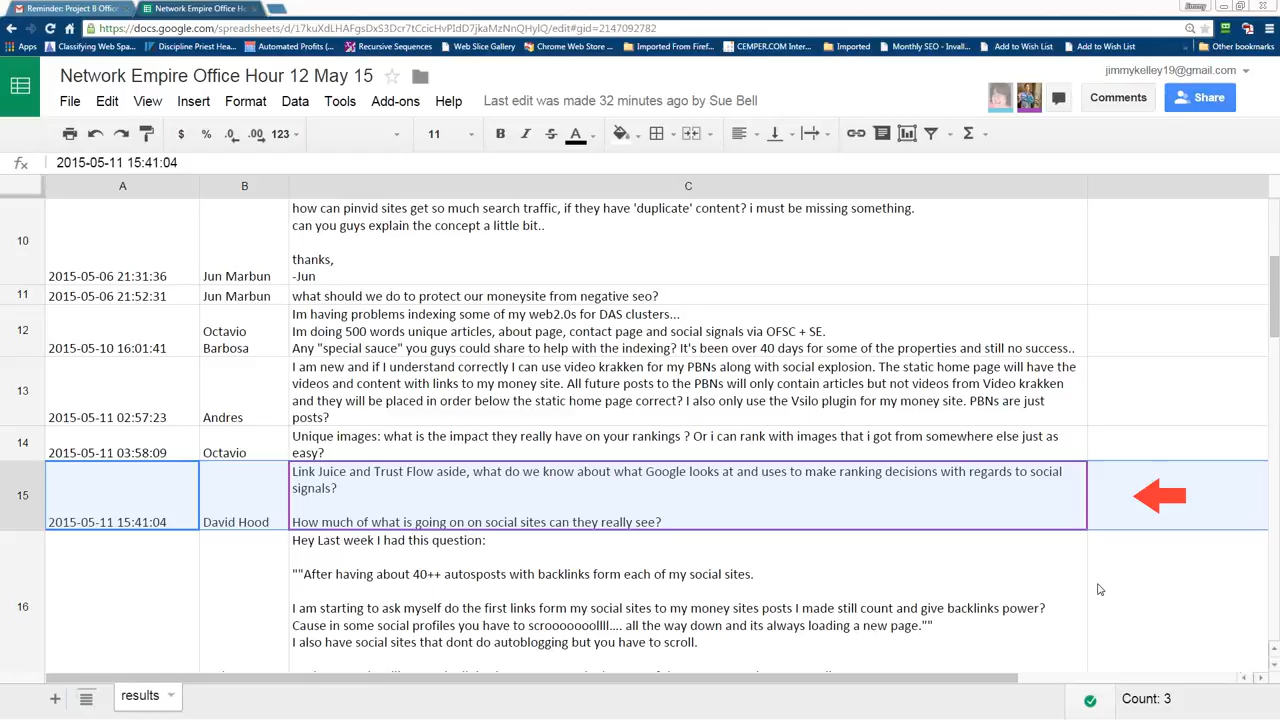 Reminder: Project B Offic
Network Empire Office H
Jimmy
https://docs.google.com/spreadsheets/d/17kuXdLHAFgsDxS3Dcr7tCcicHvPIdD7jkaMzNnQHylQ/edit#gid=2147092782
Apps
Classifying Web Spa...
Discipline Priest Hea...
Automated Profits (...
Recursive Sequences
Web Slice Gallery
Chrome Web Store ...
Imported From Firef...
CEMPER.COM Inter...
Imported
Monthly SEO - Invall...
Add to Wish List
Add to Wish List
Other bookmarks
Network Empire Office Hour 12 May 15
jimmykelley19@gmail.com
File Edit View Insert Format Data Tools Add-ons Help Last edit was made 32 minutes ago by Sue Bell
Comments
Share
$ % .0 .00 123 11 B I S A
fx 2015-05-11 15:41:04
A B C
how can pinvid sites get so much search traffic, if they have 'duplicate' content? i must be missing something.
can you guys explain the concept a little bit..
thanks,
10 2015-05-06 21:31:36 Jun Marbun -Jun
11 2015-05-06 21:52:31 Jun Marbun what should we do to protect our moneysite from negative seo?
Im having problems indexing some of my web2.0s for DAS clusters...
12 Octavio Im doing 500 words unique articles, about page, contact page and social signals via OFSC + SE.
2015-05-10 16:01:41 Barbosa Any "special sauce" you guys could share to help with the indexing? It's been over 40 days for some of the properties and still no success..
I am new and if I understand correctly I can use video krakken for my PBNs along with social explosion. The static home page will have the
videos and content with links to my money site. All future posts to the PBNs will only contain articles but not videos from Video krakken
13 and they will be placed in order below the static home page correct? I also only use the Vsilo plugin for my money site. PBNs are just
2015-05-11 02:57:23 Andres posts?
Unique images: what is the impact they really have on your rankings ? Or i can rank with images that i got from somewhere else just as
14 2015-05-11 03:58:09 Octavio easy?
Link Juice and Trust Flow aside, what do we know about what Google looks at and uses to make ranking decisions with regards to social
signals?
15 2015-05-11 15:41:04 David Hood How much of what is going on on social sites can they really see?
Hey Last week I had this question:
""After having about 40++ autosposts with backlinks form each of my social sites.
16 I am starting to ask myself do the first links form my social sites to my money sites posts I made still count and give backlinks power?
Cause in some social profiles you have to scrooooooollll.... all the way down and its always loading a new page.""
I also have social sites that dont do autoblogging but you have to scroll.
results
Count: 3